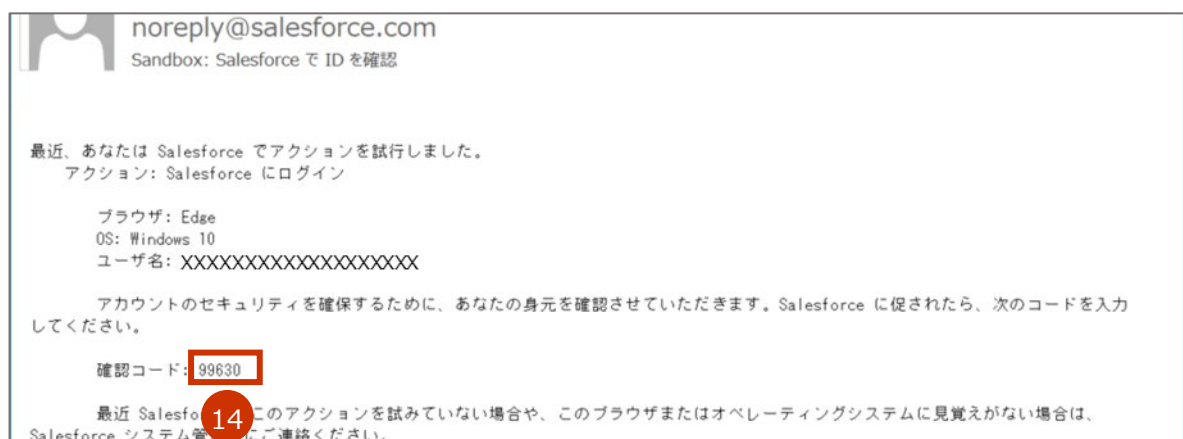 noreply@salesforce.com
Sandbox: Salesforce で ID を確認
最近、あなたは Salesforce でアクションを試行しました。
アクション: Salesforce にログイン
ブラウザ: Edge
OS: Windows 10
ユーザ名: XXXXXXXXXXXXXXXXXXX
アカウントのセキュリティを確保するために、あなたの身元を確認させていただきます。Salesforce に促されたら、次のコードを入力
してください。
確認コード: 99630
最近 Salesfo 14 このアクションを試みていない場合や、このブラウザまたはオペレーティングシステムに見覚えがない場合は、
Salesforce システム管 にご連絡ください。